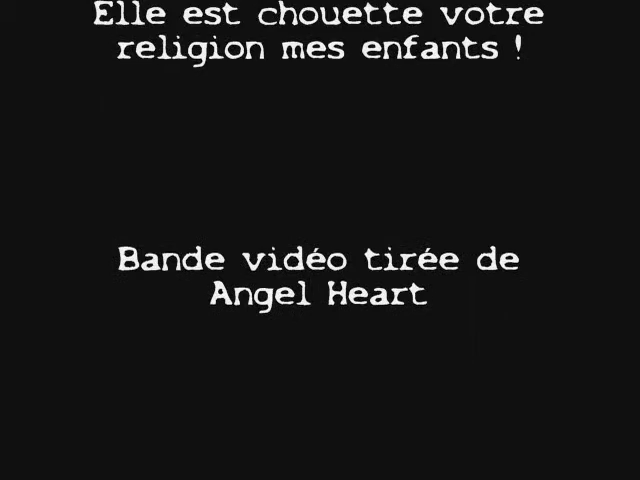 Elle est chouette votre
religion mes enfants !
Bande vidéo tirée de
Angel Heart